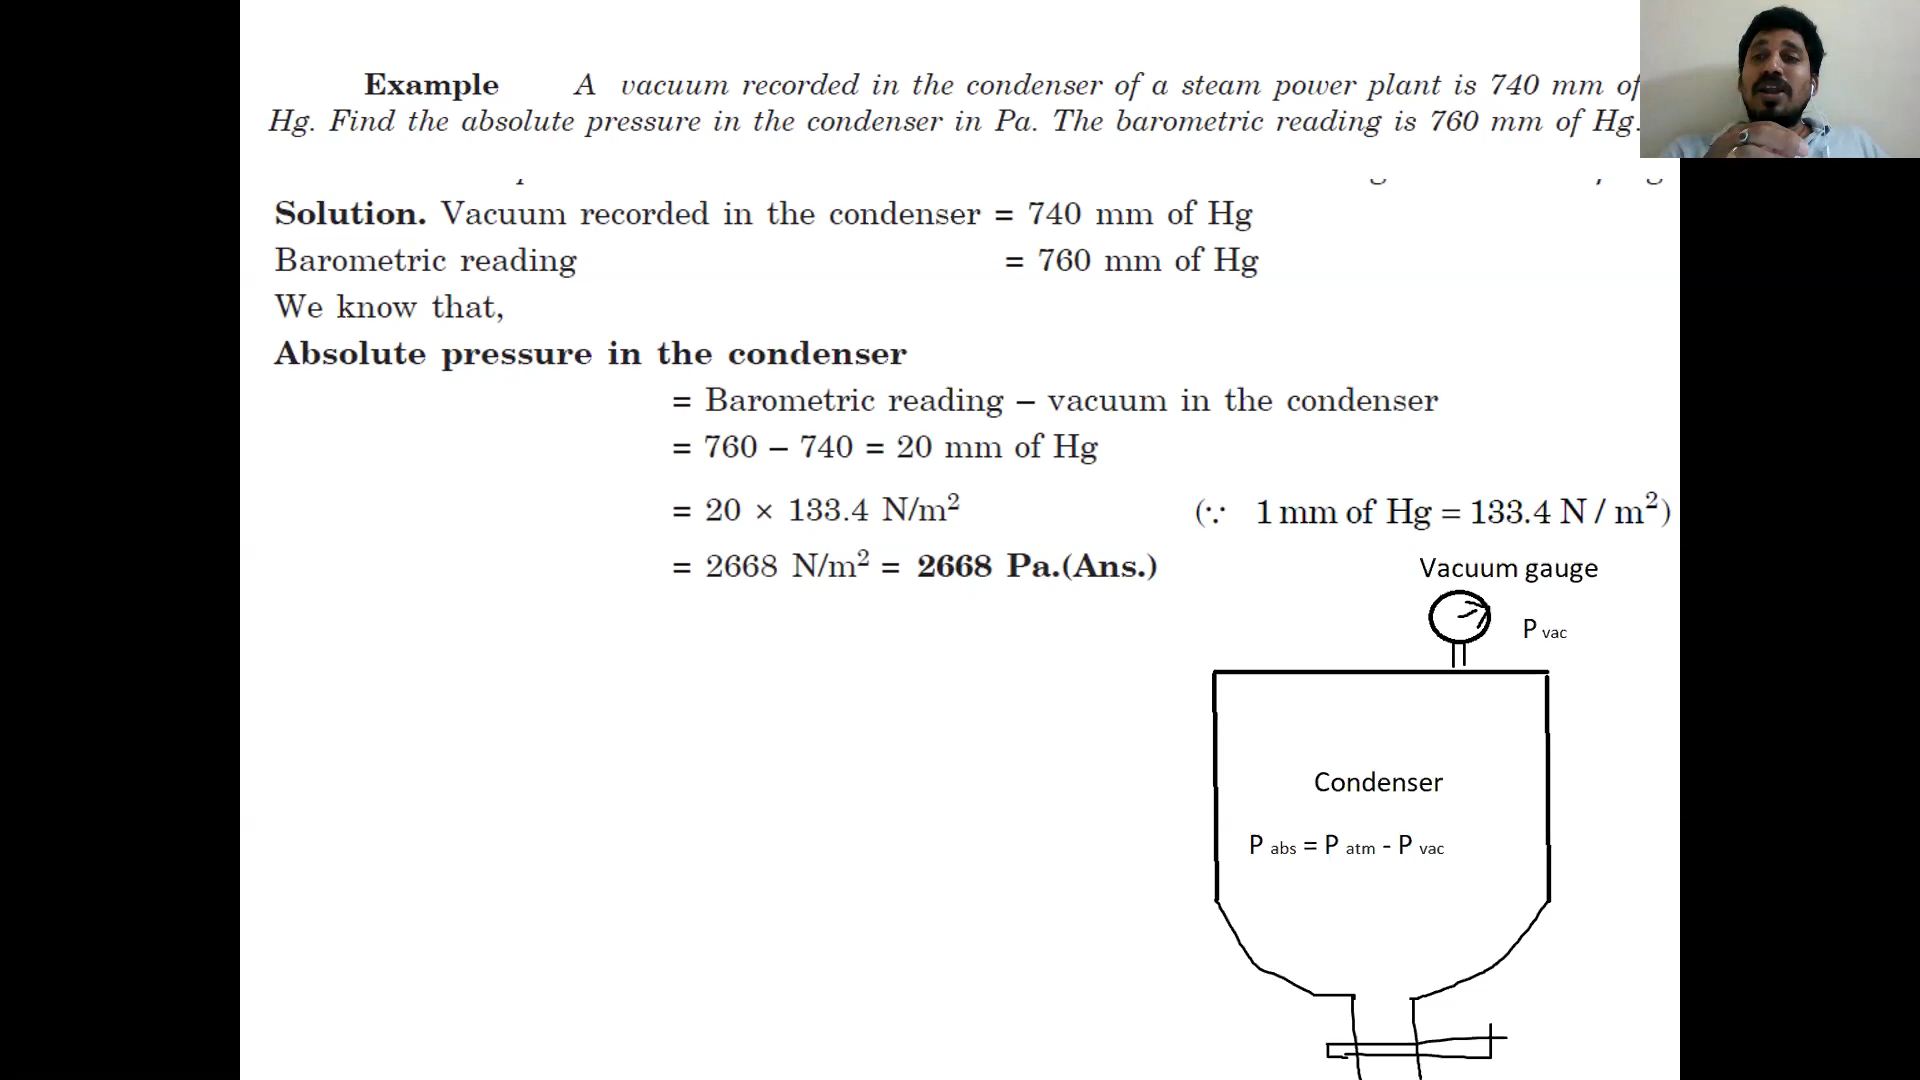 Example A vacuum recorded in the condenser of a steam power plant is 740 mm of
Hg. Find the absolute pressure in the condenser in Pa. The barometric reading is 760 mm of Hg.
Solution. Vacuum recorded in the condenser = 740 mm of Hg
Barometric reading = 760 mm of Hg
We know that,
Absolute pressure in the condenser
= Barometric reading – vacuum in the condenser
= 760 – 740 = 20 mm of Hg
= 20 × 133.4 N/m² (∵ 1 mm of Hg = 133.4 N / m²)
= 2668 N/m² = 2668 Pa.(Ans.)
Vacuum gauge
P vac
Condenser
P abs = P atm - P vac